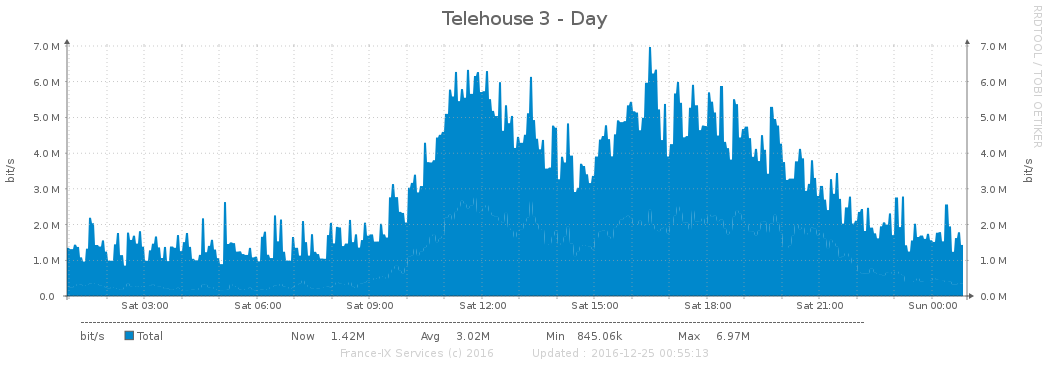 Telehouse 3 - Day
RRDTOOL / TOBI OETIKER
bit/s
7.0 M
6.0 M
5.0 M
4.0 M
3.0 M
2.0 M
1.0 M
0.0
7.0 M
6.0 M
5.0 M
4.0 M
3.0 M
2.0 M
1.0 M
0.0 M
bit/s
Sat 03:00 Sat 06:00 Sat 09:00 Sat 12:00 Sat 15:00 Sat 18:00 Sat 21:00 Sun 00:00
bit/s Total Now 1.42M Avg 3.02M Min 845.06k Max 6.97M
France-IX Services (c) 2016 Updated : 2016-12-25 00:55:13